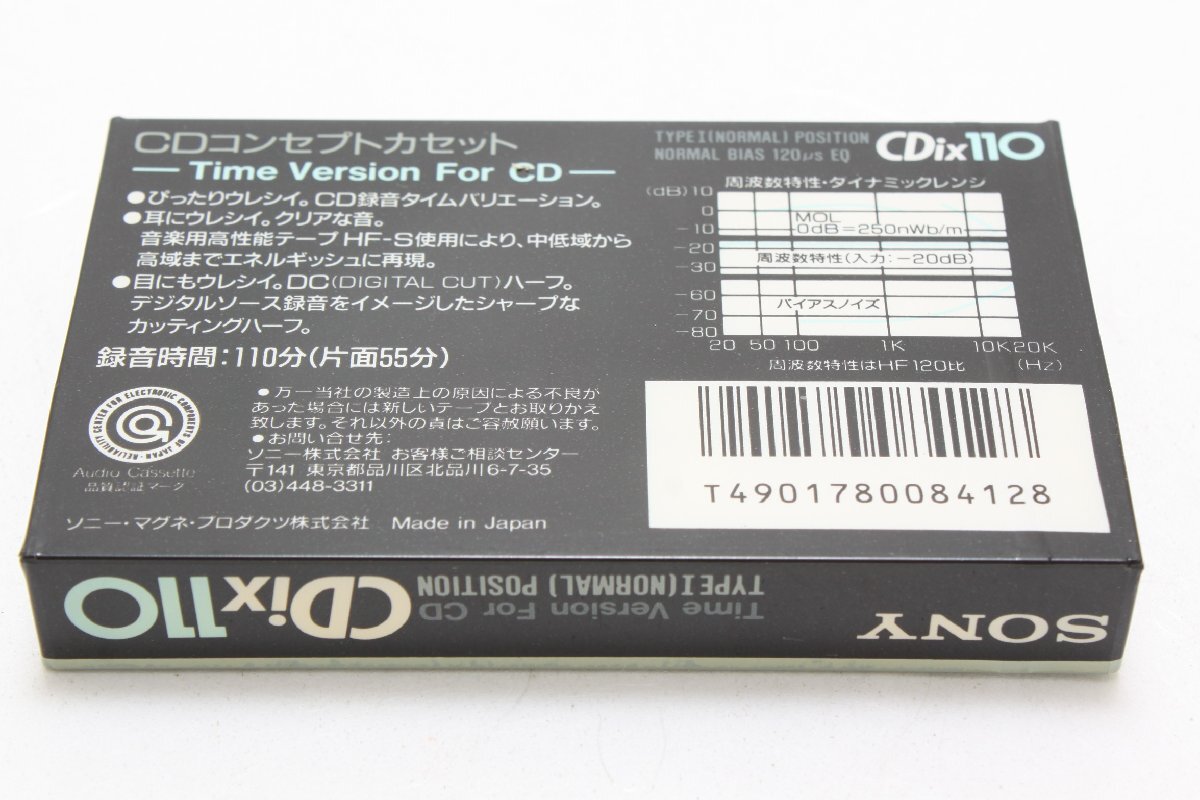 CDコンセプトカセット
Time Version For CD
●ぴったりウレシイ。CD録音タイムバリエーション。
●耳にウレシイ。クリアな音。
音楽用高性能テープHF-S使用により、中低域から
高域までエネルギッシュに再現。
●目にもウレシイ。DC(DIGITAL CUT)ハーフ。
デジタルソース録音をイメージしたシャープな
カッティングハーフ。
録音時間:110分(片面55分)
RELIABILITY CENTER FOR ELECTRONIC COMPONENTS OF JAPAN
Audio Cassette
品質認証マーク
●万一当社の製造上の原因による不良が
あった場合には新しいテープとお取りかえ
致します。それ以外の責はご容赦願います。
●お問い合せ先:
ソニー株式会社 お客様ご相談センター
〒141 東京都品川区北品川6-7-35
(03)448-3311
ソニー・マグネ・プロダクツ株式会社 Made in Japan
TYPE I (NORMAL) POSITION
NORMAL BIAS 120μs EQ
CDix110
周波数特性・ダイナミックレンジ
(dB) 10
0
-10
-20
-30
-60
-70
-80
MOL
0dB=250nWb/m
周波数特性(入力:-20dB)
バイアスノイズ
20 50 100 1K 10K 20K
周波数特性はHF120比 (Hz)
T4901780084128
SONY
Time Version For CD
TYPE I (NORMAL) POSITION
CDix110